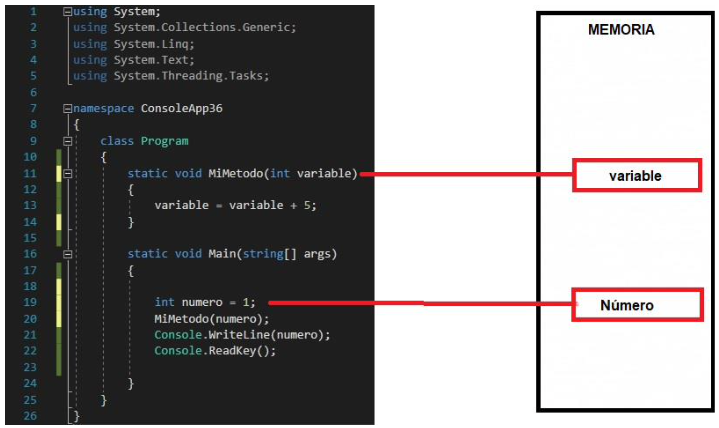 1 using System;
2 using System.Collections.Generic;
3 using System.Linq;
4 using System.Text;
5 using System.Threading.Tasks;
6
7 namespace ConsoleApp36
8 {
9 class Program
10 {
11 static void MiMetodo(int variable)
12 {
13 variable = variable + 5;
14 }
15
16 static void Main(string[] args)
17 {
18
19 int numero = 1;
20 MiMetodo(numero);
21 Console.WriteLine(numero);
22 Console.ReadKey();
23
24 }
25 }
26 }
MEMORIA
variable
Número